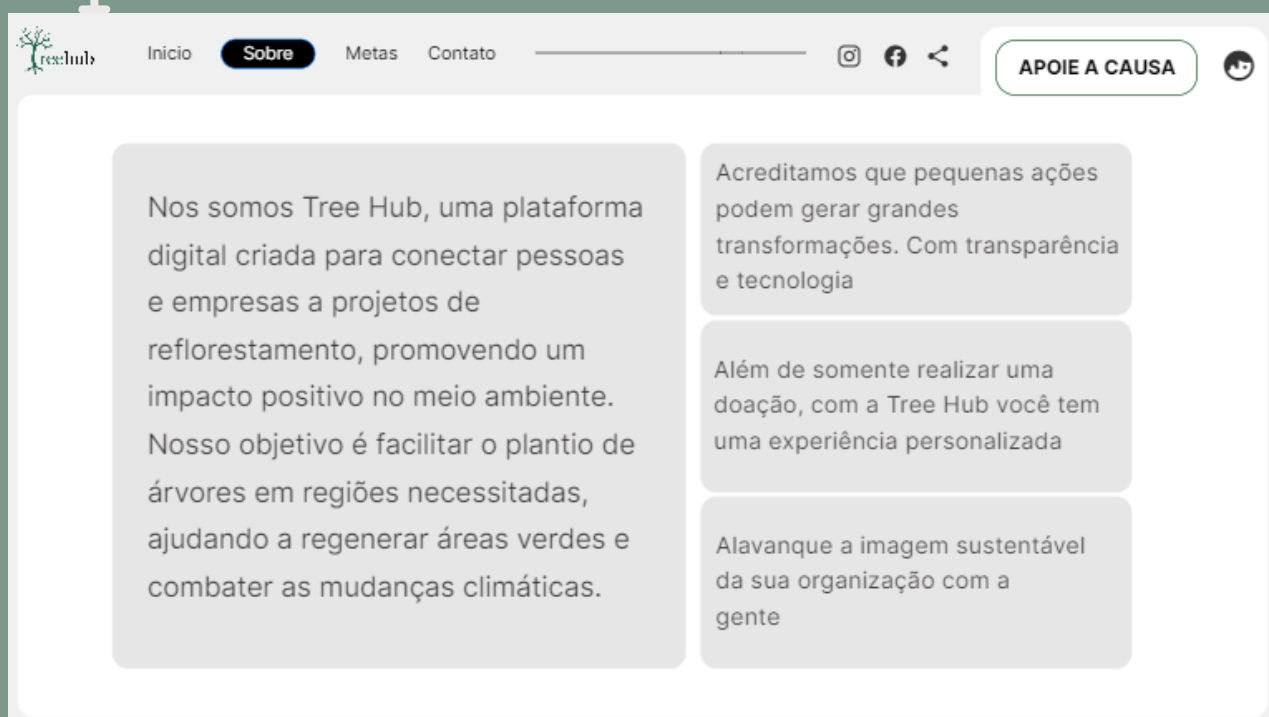 Treehub
Inicio
Sobre
Metas
Contato
APOIE A CAUSA
Nos somos Tree Hub, uma plataforma
digital criada para conectar pessoas
e empresas a projetos de
reflorestamento, promovendo um
impacto positivo no meio ambiente.
Nosso objetivo é facilitar o plantio de
árvores em regiões necessitadas,
ajudando a regenerar áreas verdes e
combater as mudanças climáticas.
Acreditamos que pequenas ações
podem gerar grandes
transformações. Com transparência
e tecnologia
Além de somente realizar uma
doação, com a Tree Hub você tem
uma experiência personalizada
Alavanque a imagem sustentável
da sua organização com a
gente